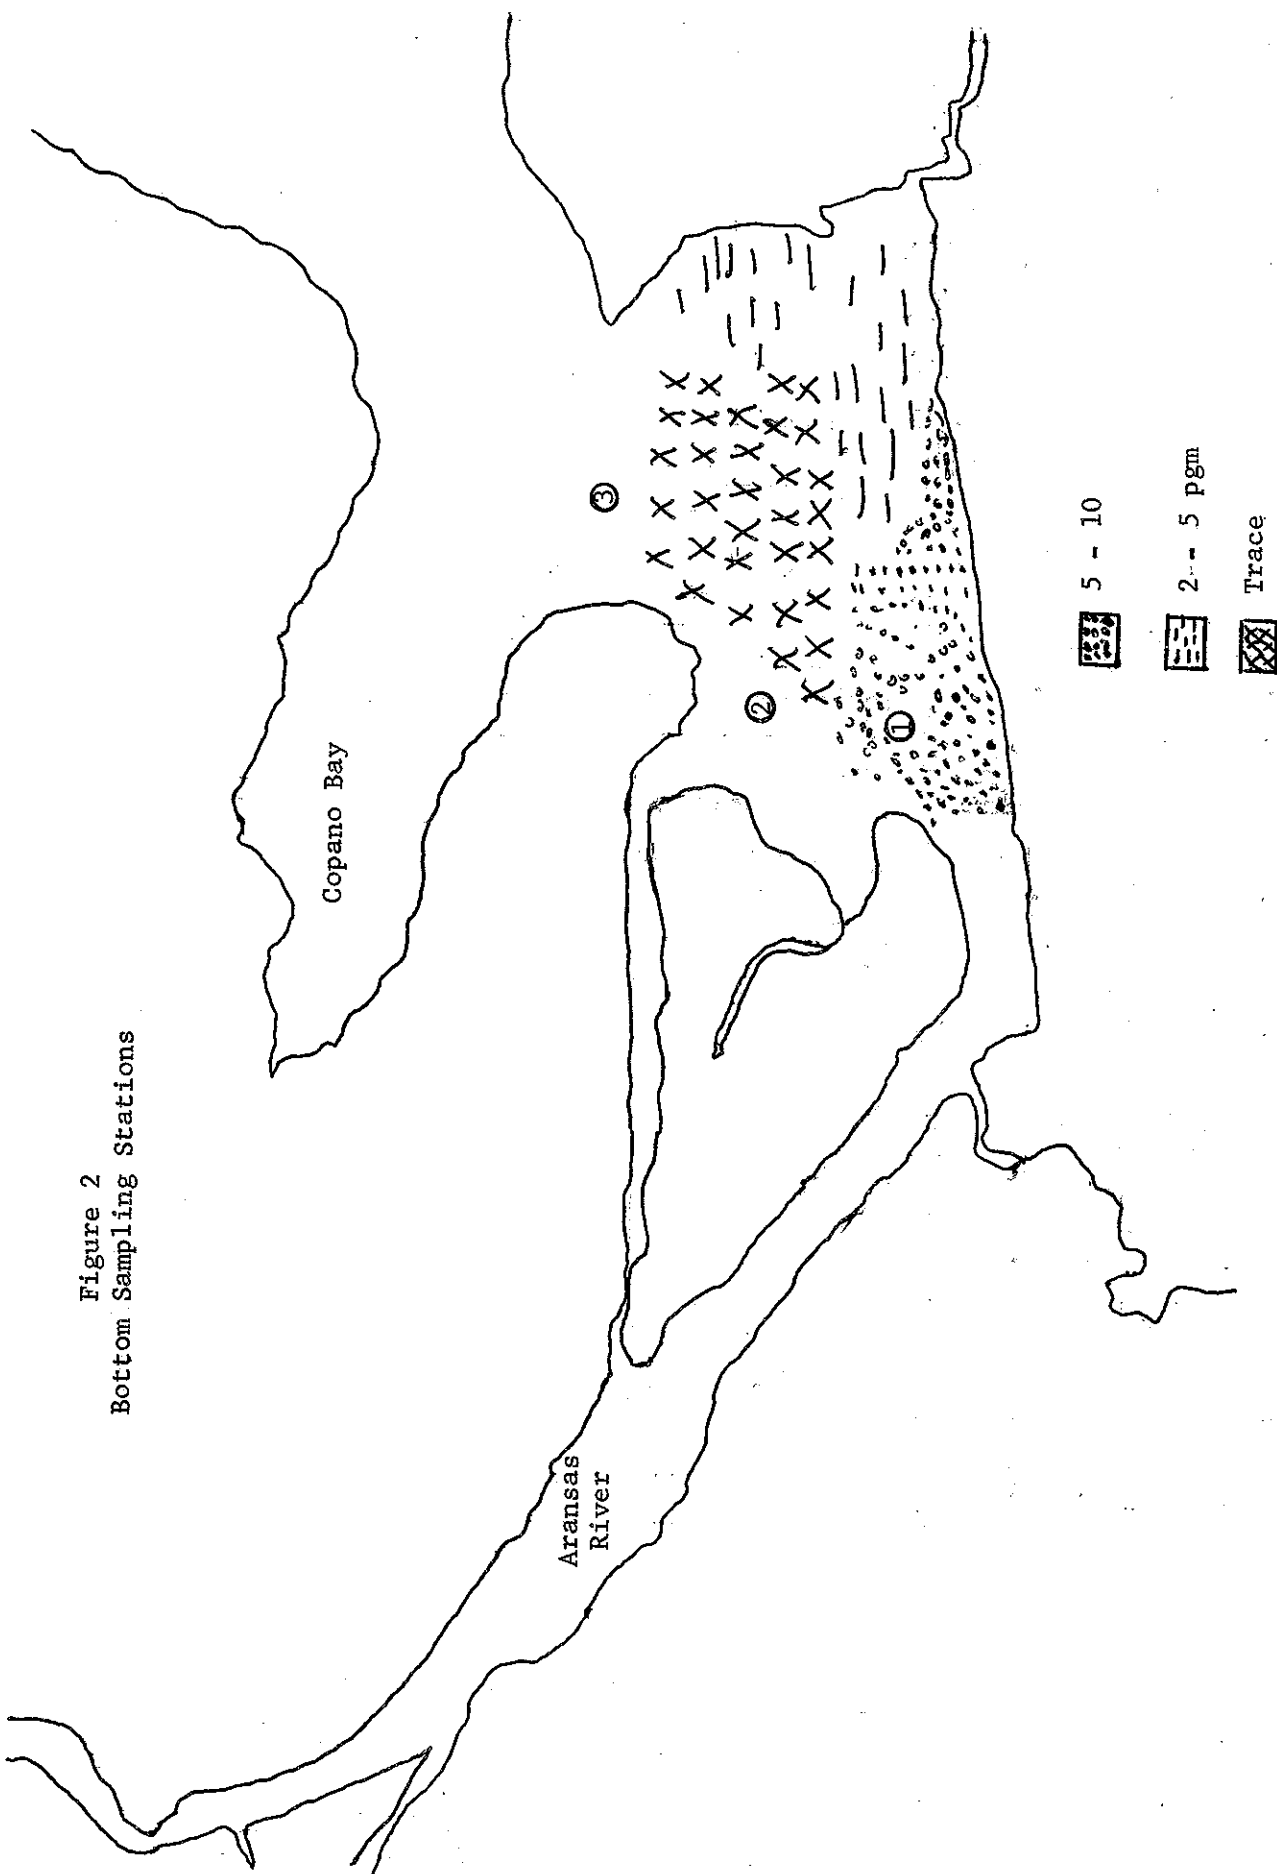 Figure 2
Bottom Sampling Stations
Copano Bay
Aransas
River
3
2
1
5 - 10
2 -- 5 pgm
Trace